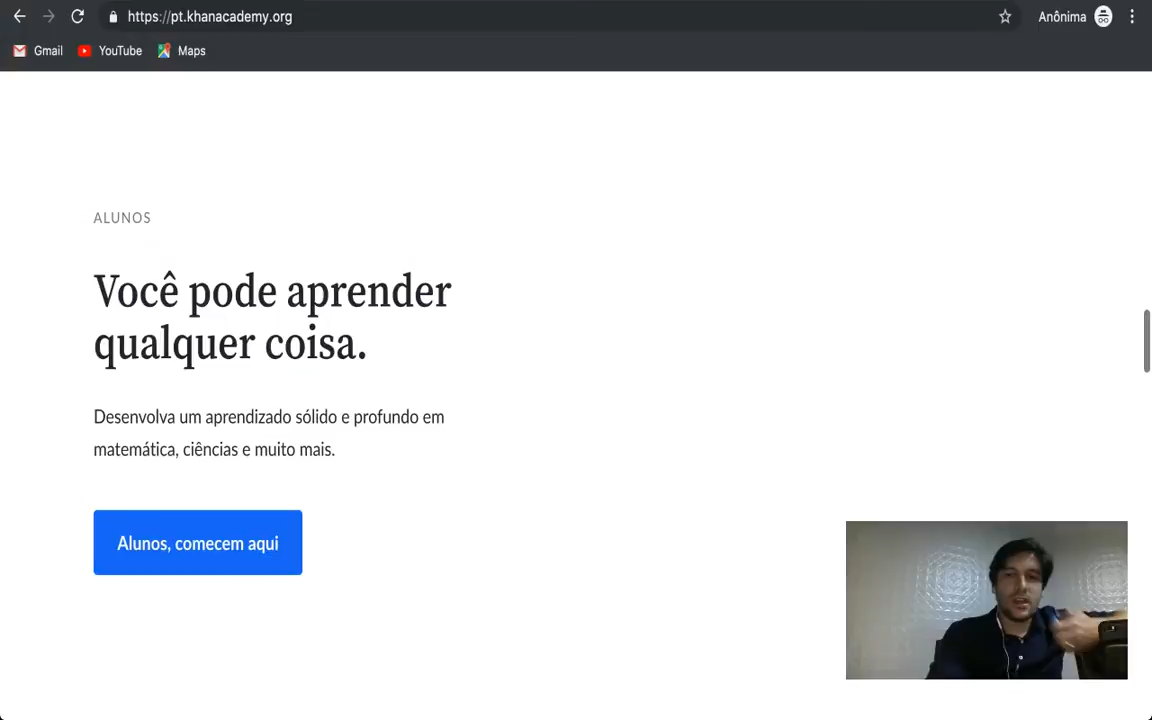 https://pt.khanacademy.org
Anônima
Gmail
YouTube
Maps
ALUNOS
Você pode aprender
qualquer coisa.
Desenvolva um aprendizado sólido e profundo em
matemática, ciências e muito mais.
Alunos, comecem aqui